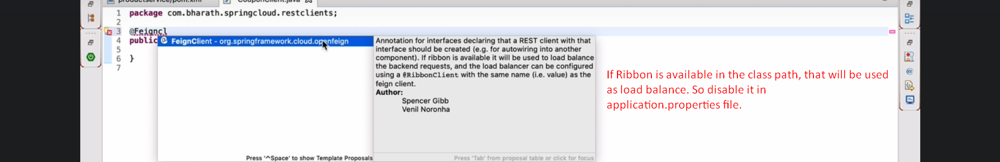 productservice/pom.xml CouponClient.java
1 package com.bharath.springcloud.restclients;
2
3 @Feigncl
4 public
5
6 }
7
FeignClient - org.springframework.cloud.openfeign
Press '^Space' to show Template Proposals
Annotation for interfaces declaring that a REST client with that
interface should be created (e.g. for autowiring into another
component). If ribbon is available it will be used to load balance
the backend requests, and the load balancer can be configured
using a @RibbonClient with the same name (i.e. value) as the
feign client.
Author:
Spencer Gibb
Venil Noronha
Press 'Tab' from proposal table or click for focus
If Ribbon is available in the class path, that will be used
as load balance. So disable it in
application.properties file.